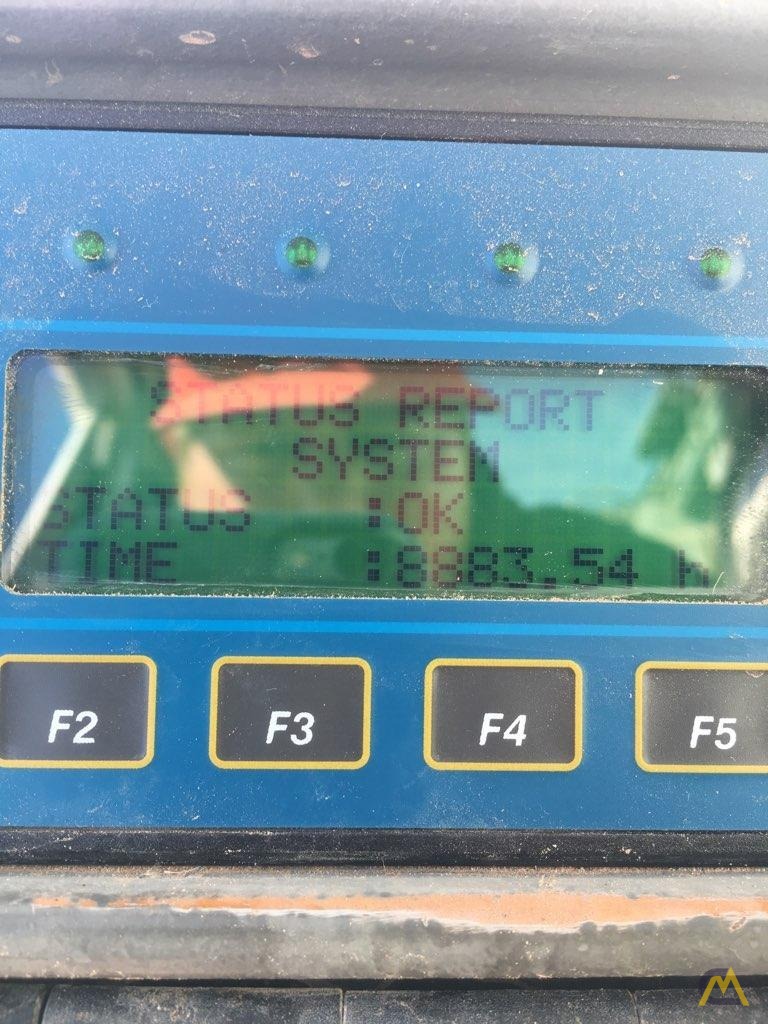 STATUS REPORT
SYSTEM
STATUS :OK
TIME :8883.54 h
F2 F3 F4 F5